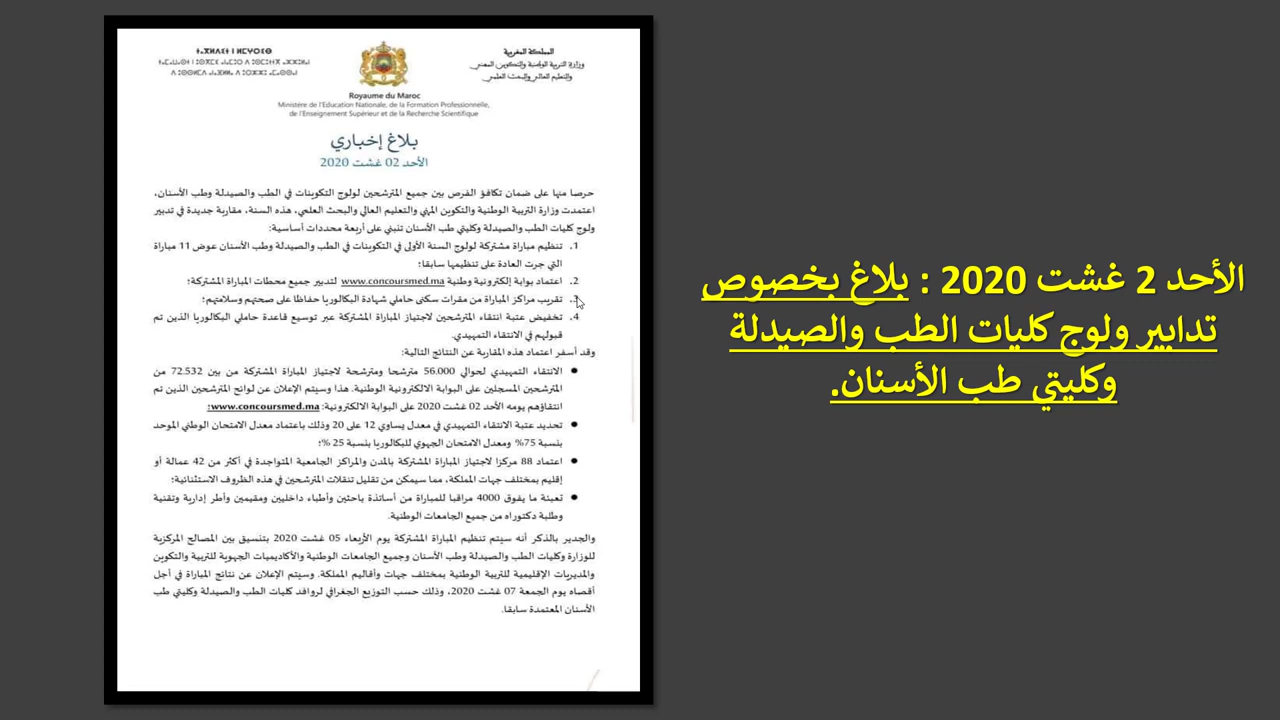 المملكة المغربية
وزارة التربية الوطنية والتكوين المهني
والتعليم العالي والبحث العلمي
Royaume du Maroc
Ministère de l'Education Nationale, de la Formation Professionnelle,
de l'Enseignement Supérieur et de la Recherche Scientifique
بلاغ إخباري
الأحد 02 غشت 2020
حرصا منها على ضمان تكافؤ الفرص بين جميع المترشحين لولوج التكوينات في الطب والصيدلة وطب الأسنان،
اعتمدت وزارة التربية الوطنية والتكوين المهني والتعليم العالي والبحث العلمي، هذه السنة، مقاربة جديدة في تدبير
ولوج كليات الطب والصيدلة وكليتي طب الأسنان تنبني على أربعة محددات أساسية:
1. تنظيم مباراة مشتركة لولوج السنة الأولى في التكوينات في الطب والصيدلة وطب الأسنان عوض 11 مباراة
التي جرت العادة على تنظيمها سابقا؛
2. اعتماد بوابة إلكترونية وطنية www.concoursmed.ma لتدبير جميع محطات المباراة المشتركة؛
3. تقريب مراكز المباراة من مقرات سكنى حاملي شهادة البكالوريا حفاظا على صحتهم وسلامتهم؛
4. تخفيض عتبة انتقاء المترشحين لاجتياز المباراة المشتركة عبر توسيع قاعدة حاملي البكالوريا الذين تم
قبولهم في الانتقاء التمهيدي.
وقد أسفر اعتماد هذه المقاربة عن النتائج التالية:
● الانتقاء التمهيدي لحوالي 56.000 مترشحا ومترشحة لاجتياز المباراة المشتركة من بين 72.532 من
المترشحين المسجلين على البوابة الالكترونية الوطنية. هذا وسيتم الإعلان عن لوائح المترشحين الذين تم
انتقاؤهم يومه الأحد 02 غشت 2020 على البوابة الالكترونية: www.concoursmed.ma؛
● تحديد عتبة الانتقاء التمهيدي في معدل يساوي 12 على 20 وذلك باعتماد معدل الامتحان الوطني الموحد
بنسبة 75% ومعدل الامتحان الجهوي للبكالوريا بنسبة 25 %؛
● اعتماد 88 مركزا لاجتياز المباراة المشتركة بالمدن والمراكز الجامعية المتواجدة في أكثر من 42 عمالة أو
إقليم بمختلف جهات المملكة، مما سيمكن من تقليل تنقلات المترشحين في هذه الظروف الاستثنائية؛
● تعبئة ما يفوق 4000 مراقبا للمباراة من أساتذة باحثين وأطباء داخليين ومقيمين وأطر إدارية وتقنية
وطلبة دكتوراه من جميع الجامعات الوطنية.
والجدير بالذكر أنه سيتم تنظيم المباراة المشتركة يوم الأربعاء 05 غشت 2020 بتنسيق بين المصالح المركزية
للوزارة وكليات الطب والصيدلة وطب الأسنان وجميع الجامعات الوطنية والأكاديميات الجهوية للتربية والتكوين
والمديريات الإقليمية للتربية الوطنية بمختلف جهات وأقاليم المملكة. وسيتم الإعلان عن نتائج المباراة في أجل
أقصاه يوم الجمعة 07 غشت 2020، وذلك حسب التوزيع الجغرافي لروافد كليات الطب والصيدلة وكليتي طب
الأسنان المعتمدة سابقا.
الأحد 2 غشت 2020 : بلاغ بخصوص
تدابير ولوج كليات الطب والصيدلة
وكليتي طب الأسنان.